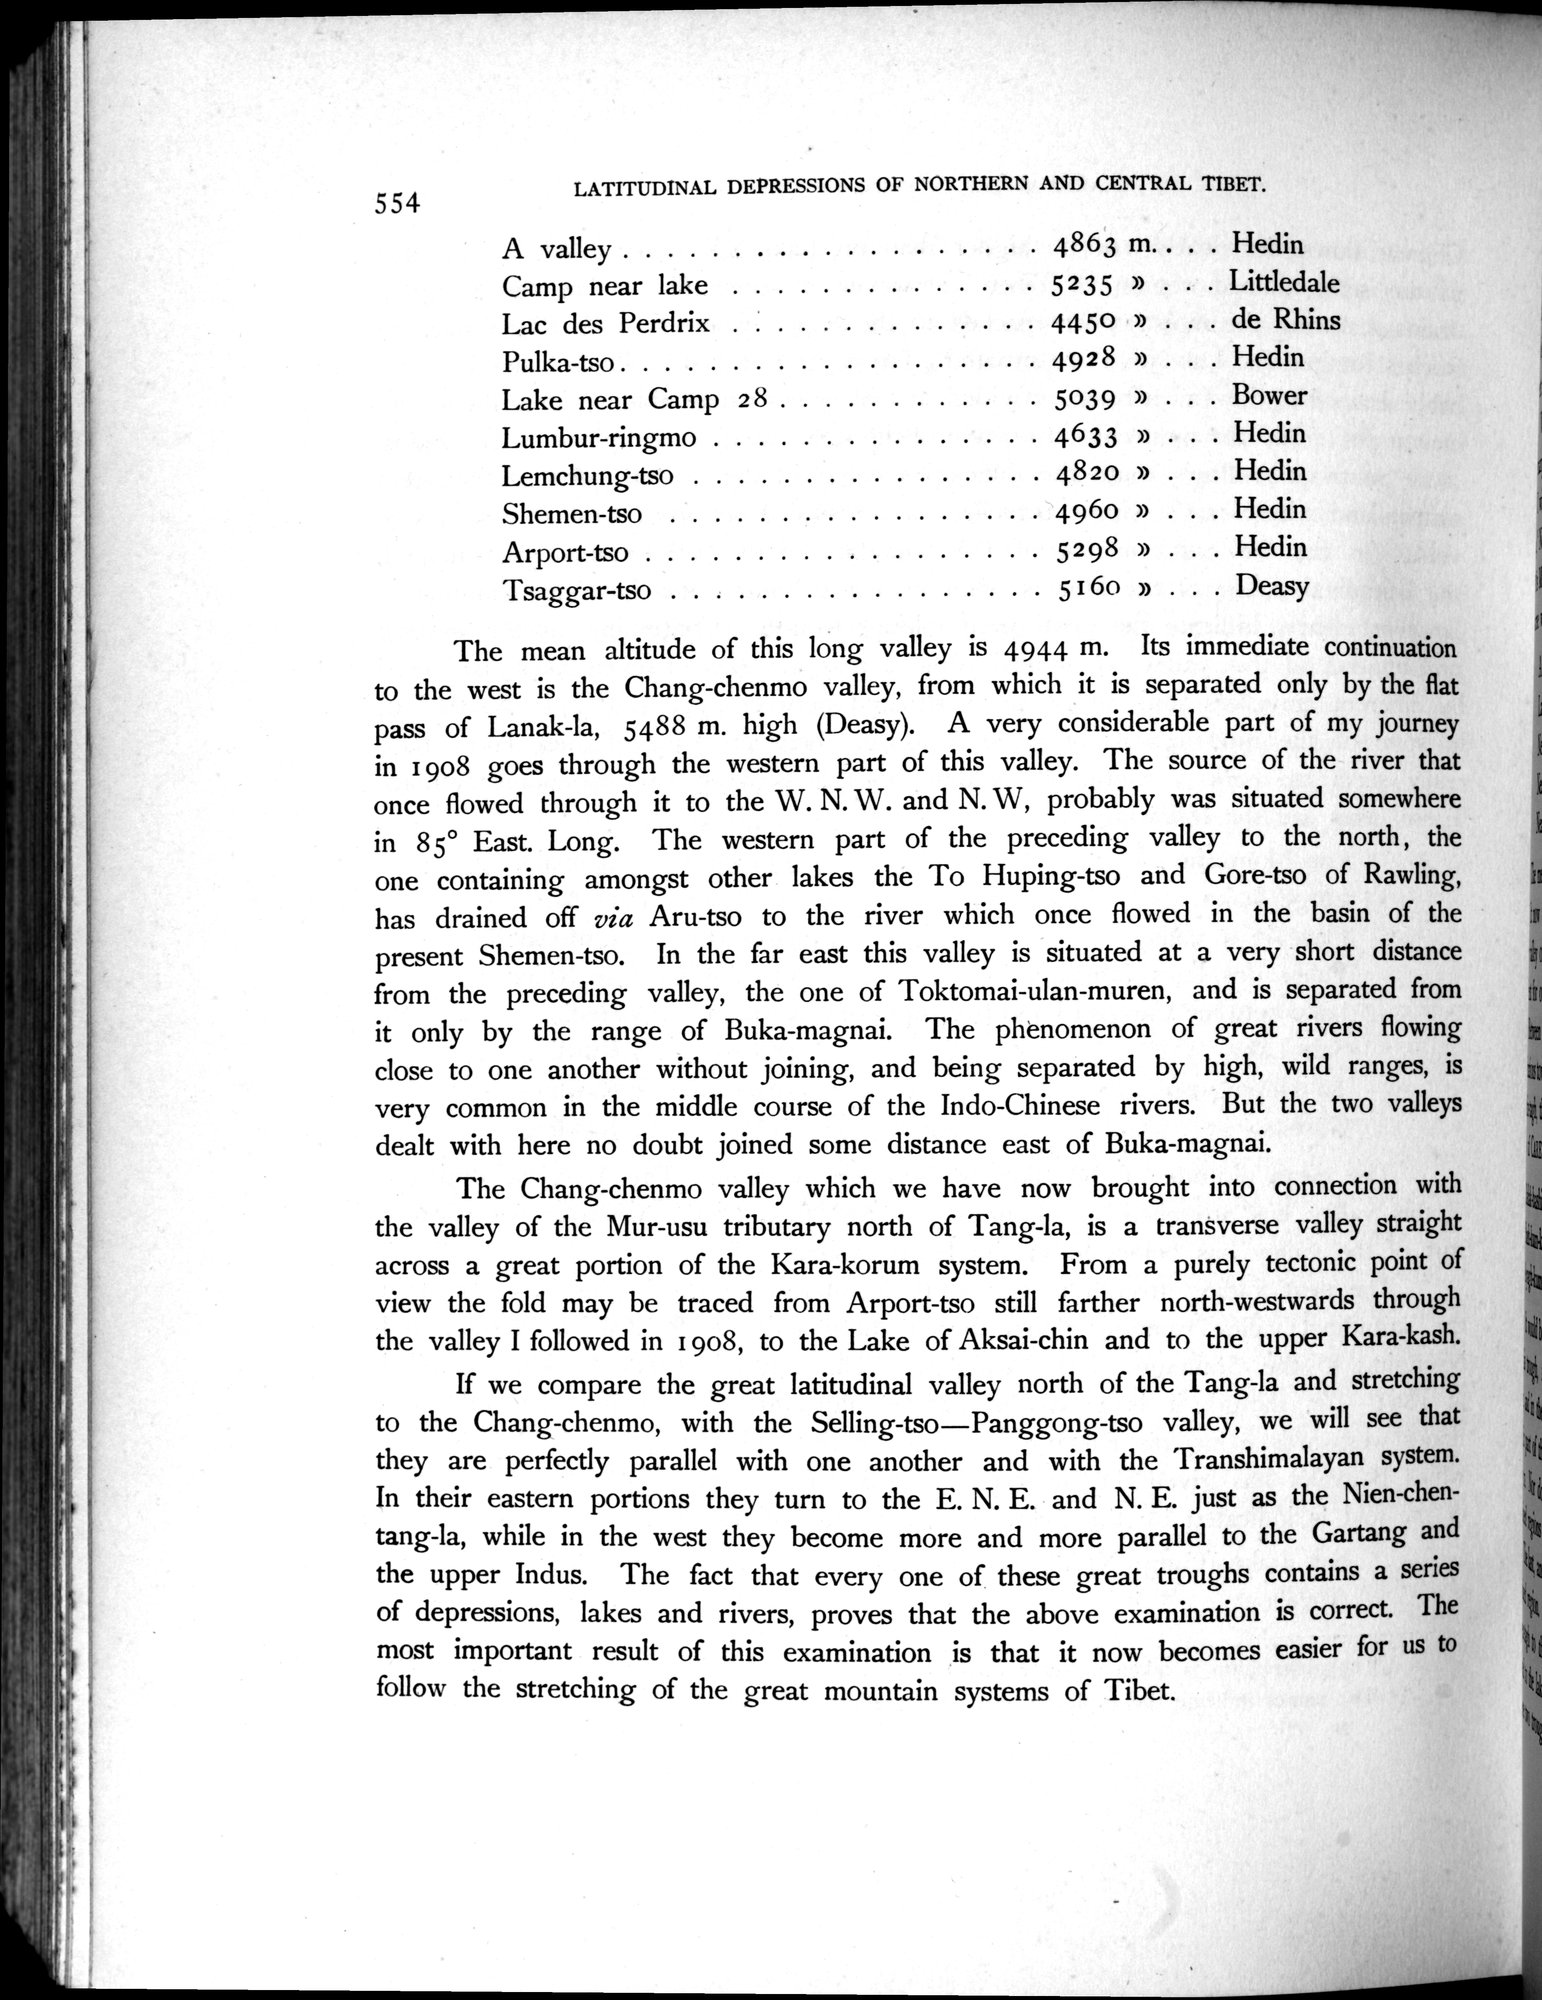 554
LATITUDINAL DEPRESSIONS OF NORTHERN AND CENTRAL TIBET.
A valley . . . . . . . . . . . . . . . . . . . 4863 m. . . . Hedin
Camp near lake . . . . . . . . . . . . . . 5235 » . . . Littledale
Lac des Perdrix . . . . . . . . . . . . . . 4450 » . . . de Rhins
Pulka-tso . . . . . . . . . . . . . . . . . . . 4928 » . . . Hedin
Lake near Camp 28 . . . . . . . . . . . . 5039 » . . . Bower
Lumbur-ringmo . . . . . . . . . . . . . . . 4633 » . . . Hedin
Lemchung-tso . . . . . . . . . . . . . . . . 4820 » . . . Hedin
Shemen-tso . . . . . . . . . . . . . . . . . 4960 » . . . Hedin
Arport-tso . . . . . . . . . . . . . . . . . . 5298 » . . . Hedin
Tsaggar-tso . . . . . . . . . . . . . . . . . 5160 » . . . Deasy
The mean altitude of this long valley is 4944 m. Its immediate continuation
to the west is the Chang-chenmo valley, from which it is separated only by the flat
pass of Lanak-la, 5488 m. high (Deasy). A very considerable part of my journey
in 1908 goes through the western part of this valley. The source of the river that
once flowed through it to the W. N. W. and N. W, probably was situated somewhere
in 85° East. Long. The western part of the preceding valley to the north, the
one containing amongst other lakes the To Huping-tso and Gore-tso of Rawling,
has drained off via Aru-tso to the river which once flowed in the basin of the
present Shemen-tso. In the far east this valley is situated at a very short distance
from the preceding valley, the one of Toktomai-ulan-muren, and is separated from
it only by the range of Buka-magnai. The phenomenon of great rivers flowing
close to one another without joining, and being separated by high, wild ranges, is
very common in the middle course of the Indo-Chinese rivers. But the two valleys
dealt with here no doubt joined some distance east of Buka-magnai.
The Chang-chenmo valley which we have now brought into connection with
the valley of the Mur-usu tributary north of Tang-la, is a transverse valley straight
across a great portion of the Kara-korum system. From a purely tectonic point of
view the fold may be traced from Arport-tso still farther north-westwards through
the valley I followed in 1908, to the Lake of Aksai-chin and to the upper Kara-kash.
If we compare the great latitudinal valley north of the Tang-la and stretching
to the Chang-chenmo, with the Selling-tso—Panggong-tso valley, we will see that
they are perfectly parallel with one another and with the Transhimalayan system.
In their eastern portions they turn to the E. N. E. and N. E. just as the Nien-chen-
tang-la, while in the west they become more and more parallel to the Gartang and
the upper Indus. The fact that every one of these great troughs contains a series
of depressions, lakes and rivers, proves that the above examination is correct. The
most important result of this examination is that it now becomes easier for us to
follow the stretching of the great mountain systems of Tibet.